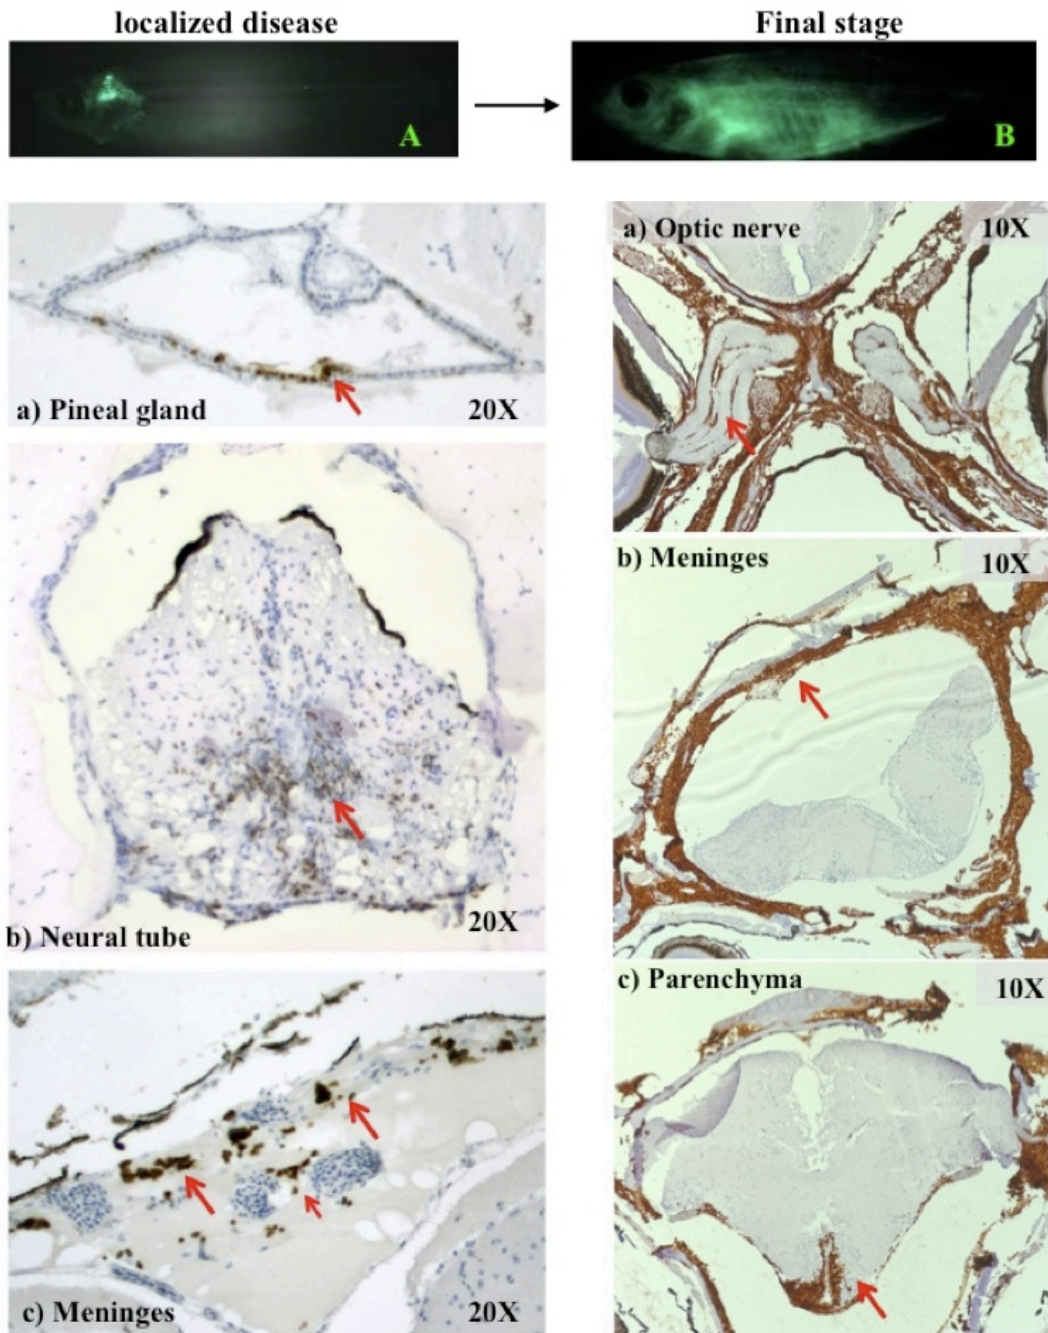 localized disease
Final stage
A
B
a) Pineal gland
20X
b) Neural tube
20X
c) Meninges
20X
a) Optic nerve
10X
b) Meninges
10X
c) Parenchyma
10X